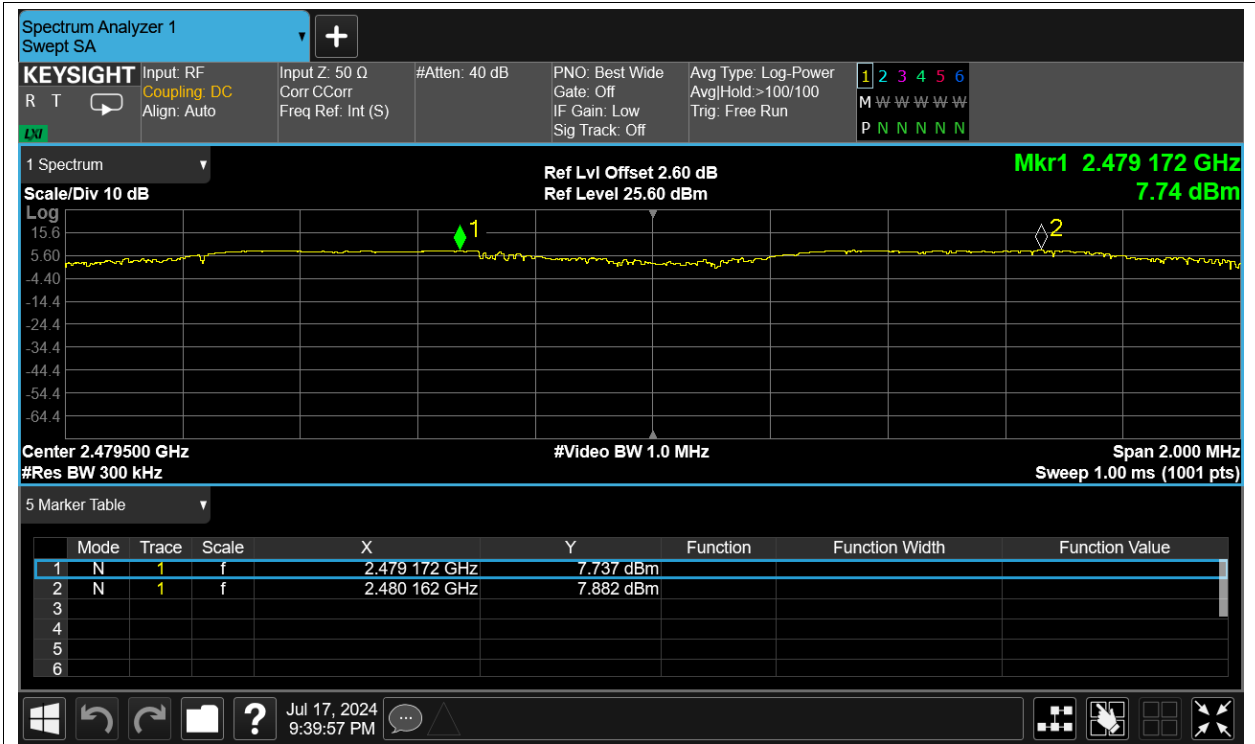 Spectrum Analyzer 1
Swept SA
KEYSIGHT
R T
LXI
Input: RF
Coupling: DC
Align: Auto
Input Z: 50 Ω
Corr CCorr
Freq Ref: Int (S)
#Atten: 40 dB
PNO: Best Wide
Gate: Off
IF Gain: Low
Sig Track: Off
Avg Type: Log-Power
Avg|Hold:>100/100
Trig: Free Run
1 2 3 4 5 6
M W W W W W
P N N N N N
1 Spectrum
Scale/Div 10 dB
Ref Lvl Offset 2.60 dB
Ref Level 25.60 dBm
Mkr1 2.479 172 GHz
7.74 dBm
Log
15.6
5.60
-4.40
-14.4
-24.4
-34.4
-44.4
-54.4
-64.4
1
2
Center 2.479500 GHz
#Video BW 1.0 MHz
Span 2.000 MHz
#Res BW 300 kHz
Sweep 1.00 ms (1001 pts)
5 Marker Table
Mode Trace Scale X Y Function Function Width Function Value
1 N 1 f 2.479 172 GHz 7.737 dBm
2 N 1 f 2.480 162 GHz 7.882 dBm
3
4
5
6
?
Jul 17, 2024
9:39:57 PM